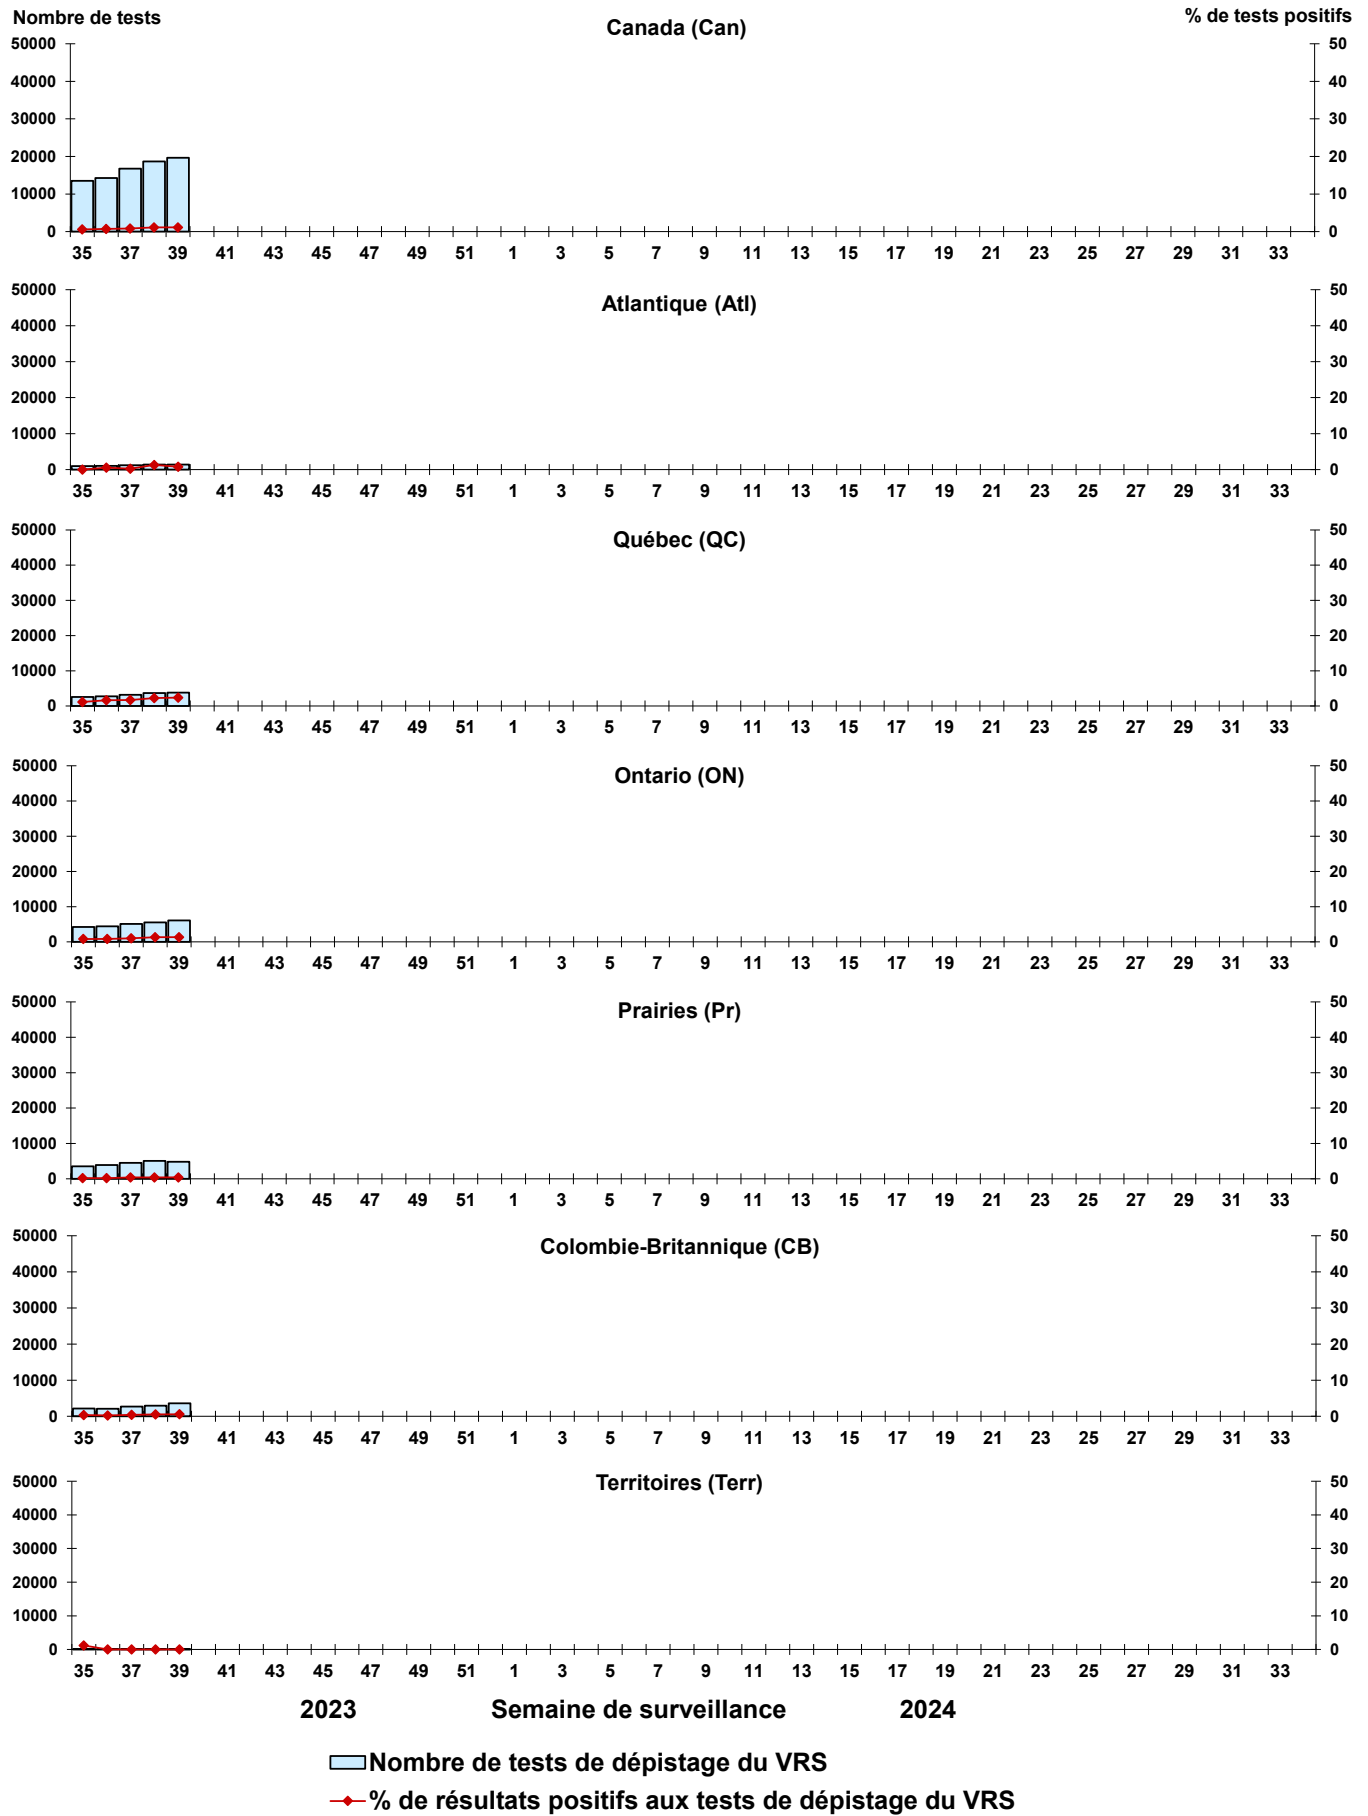 Nombre de tests
% de tests positifs
Canada (Can)
50000 50
40000 40
30000 30
20000 20
10000 10
0 0
35 37 39 41 43 45 47 49 51 1 3 5 7 9 11 13 15 17 19 21 23 25 27 29 31 33
Atlantique (Atl)
50000 50
40000 40
30000 30
20000 20
10000 10
0 0
35 37 39 41 43 45 47 49 51 1 3 5 7 9 11 13 15 17 19 21 23 25 27 29 31 33
Québec (QC)
50000 50
40000 40
30000 30
20000 20
10000 10
0 0
35 37 39 41 43 45 47 49 51 1 3 5 7 9 11 13 15 17 19 21 23 25 27 29 31 33
Ontario (ON)
50000 50
40000 40
30000 30
20000 20
10000 10
0 0
35 37 39 41 43 45 47 49 51 1 3 5 7 9 11 13 15 17 19 21 23 25 27 29 31 33
Prairies (Pr)
50000 50
40000 40
30000 30
20000 20
10000 10
0 0
35 37 39 41 43 45 47 49 51 1 3 5 7 9 11 13 15 17 19 21 23 25 27 29 31 33
Colombie-Britannique (CB)
50000 50
40000 40
30000 30
20000 20
10000 10
0 0
35 37 39 41 43 45 47 49 51 1 3 5 7 9 11 13 15 17 19 21 23 25 27 29 31 33
Territoires (Terr)
50000 50
40000 40
30000 30
20000 20
10000 10
0 0
35 37 39 41 43 45 47 49 51 1 3 5 7 9 11 13 15 17 19 21 23 25 27 29 31 33
2023 Semaine de surveillance 2024
Nombre de tests de dépistage du VRS
% de résultats positifs aux tests de dépistage du VRS